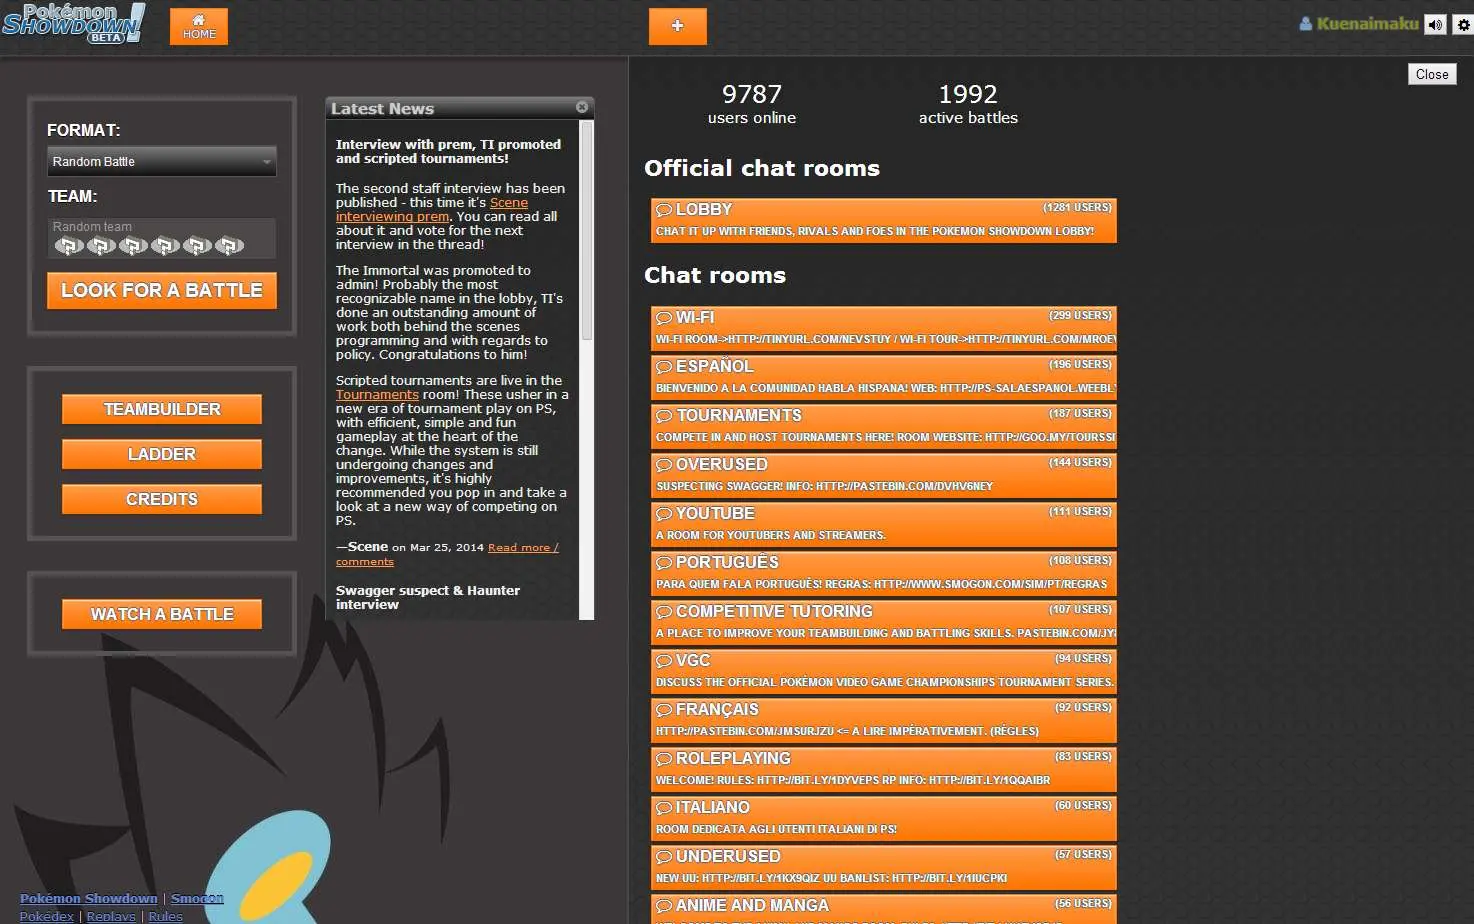 Pokémon
SHOWDOWN!
BETA
HOME
+
Kuenaimaku
Close
FORMAT:
Random Battle
TEAM:
Random team
LOOK FOR A BATTLE
TEAMBUILDER
LADDER
CREDITS
WATCH A BATTLE
Latest News
Interview with prem, TI promoted
and scripted tournaments!
The second staff interview has been
published - this time it's Scene
interviewing prem. You can read all
about it and vote for the next
interview in the thread!
The Immortal was promoted to
admin! Probably the most
recognizable name in the lobby, TI's
done an outstanding amount of
work both behind the scenes
programming and with regards to
policy. Congratulations to him!
Scripted tournaments are live in the
Tournaments room! These usher in a
new era of tournament play on PS,
with efficient, simple and fun
gameplay at the heart of the
change. While the system is still
undergoing changes and
improvements, it's highly
recommended you pop in and take a
look at a new way of competing on
PS.
—Scene on Mar 25, 2014 Read more /
comments
Swagger suspect & Haunter
interview
9787
users online
1992
active battles
Official chat rooms
LOBBY (1281 USERS)
CHAT IT UP WITH FRIENDS, RIVALS AND FOES IN THE POKEMON SHOWDOWN LOBBY!
Chat rooms
WI-FI (299 USERS)
WI-FI ROOM->HTTP://TINYURL.COM/NEVSTUY / WI-FI TOUR->HTTP://TINYURL.COM/MROEV
ESPAÑOL (196 USERS)
BIENVENIDO A LA COMUNIDAD HABLA HISPANA! WEB: HTTP://PS-SALAESPANOL.WEEBLY
TOURNAMENTS (187 USERS)
COMPETE IN AND HOST TOURNAMENTS HERE! ROOM WEBSITE: HTTP://GOO.MY/TOURSSI
OVERUSED (144 USERS)
SUSPECTING SWAGGER! INFO: HTTP://PASTEBIN.COM/DVHV6NEY
YOUTUBE (111 USERS)
A ROOM FOR YOUTUBERS AND STREAMERS.
PORTUGUÊS (108 USERS)
PARA QUEM FALA PORTUGUÊS! REGRAS: HTTP://WWW.SMOGON.COM/SIM/PT/REGRAS
COMPETITIVE TUTORING (107 USERS)
A PLACE TO IMPROVE YOUR TEAMBUILDING AND BATTLING SKILLS. PASTEBIN.COM/JY8
VGC (94 USERS)
DISCUSS THE OFFICIAL POKÉMON VIDEO GAME CHAMPIONSHIPS TOURNAMENT SERIES.
FRANÇAIS (92 USERS)
HTTP://PASTEBIN.COM/JMSURJZU <= A LIRE IMPÉRATIVEMENT. (RÈGLES)
ROLEPLAYING (83 USERS)
WELCOME! RULES: HTTP://BIT.LY/1DYVEPS RP INFO: HTTP://BIT.LY/1QQAIBR
ITALIANO (60 USERS)
ROOM DEDICATA AGLI UTENTI ITALIANI DI PS!
UNDERUSED (57 USERS)
NEW UU: HTTP://BIT.LY/1KX9QIZ UU BANLIST: HTTP://BIT.LY/1IUCPKI
ANIME AND MANGA (56 USERS)
Pokémon Showdown | Smogon
Pokédex | Replays | Rules